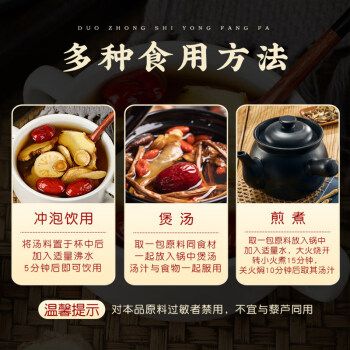 DUO ZHONG SHI YONG FANG FA
多种食用方法
冲泡饮用
将汤料置于杯中后
加入适量沸水
5分钟后即可饮用
煲汤
取一包原料同食材
一起放入锅中煲汤
汤汁与食物一起服用
煎煮
取一包原料放入锅中
加入适量水，大火烧开
转小火煮15分钟，
关火焖10分钟后取其汤汁
温馨提示
对本品原料过敏者禁用，不宜与藜芦同用